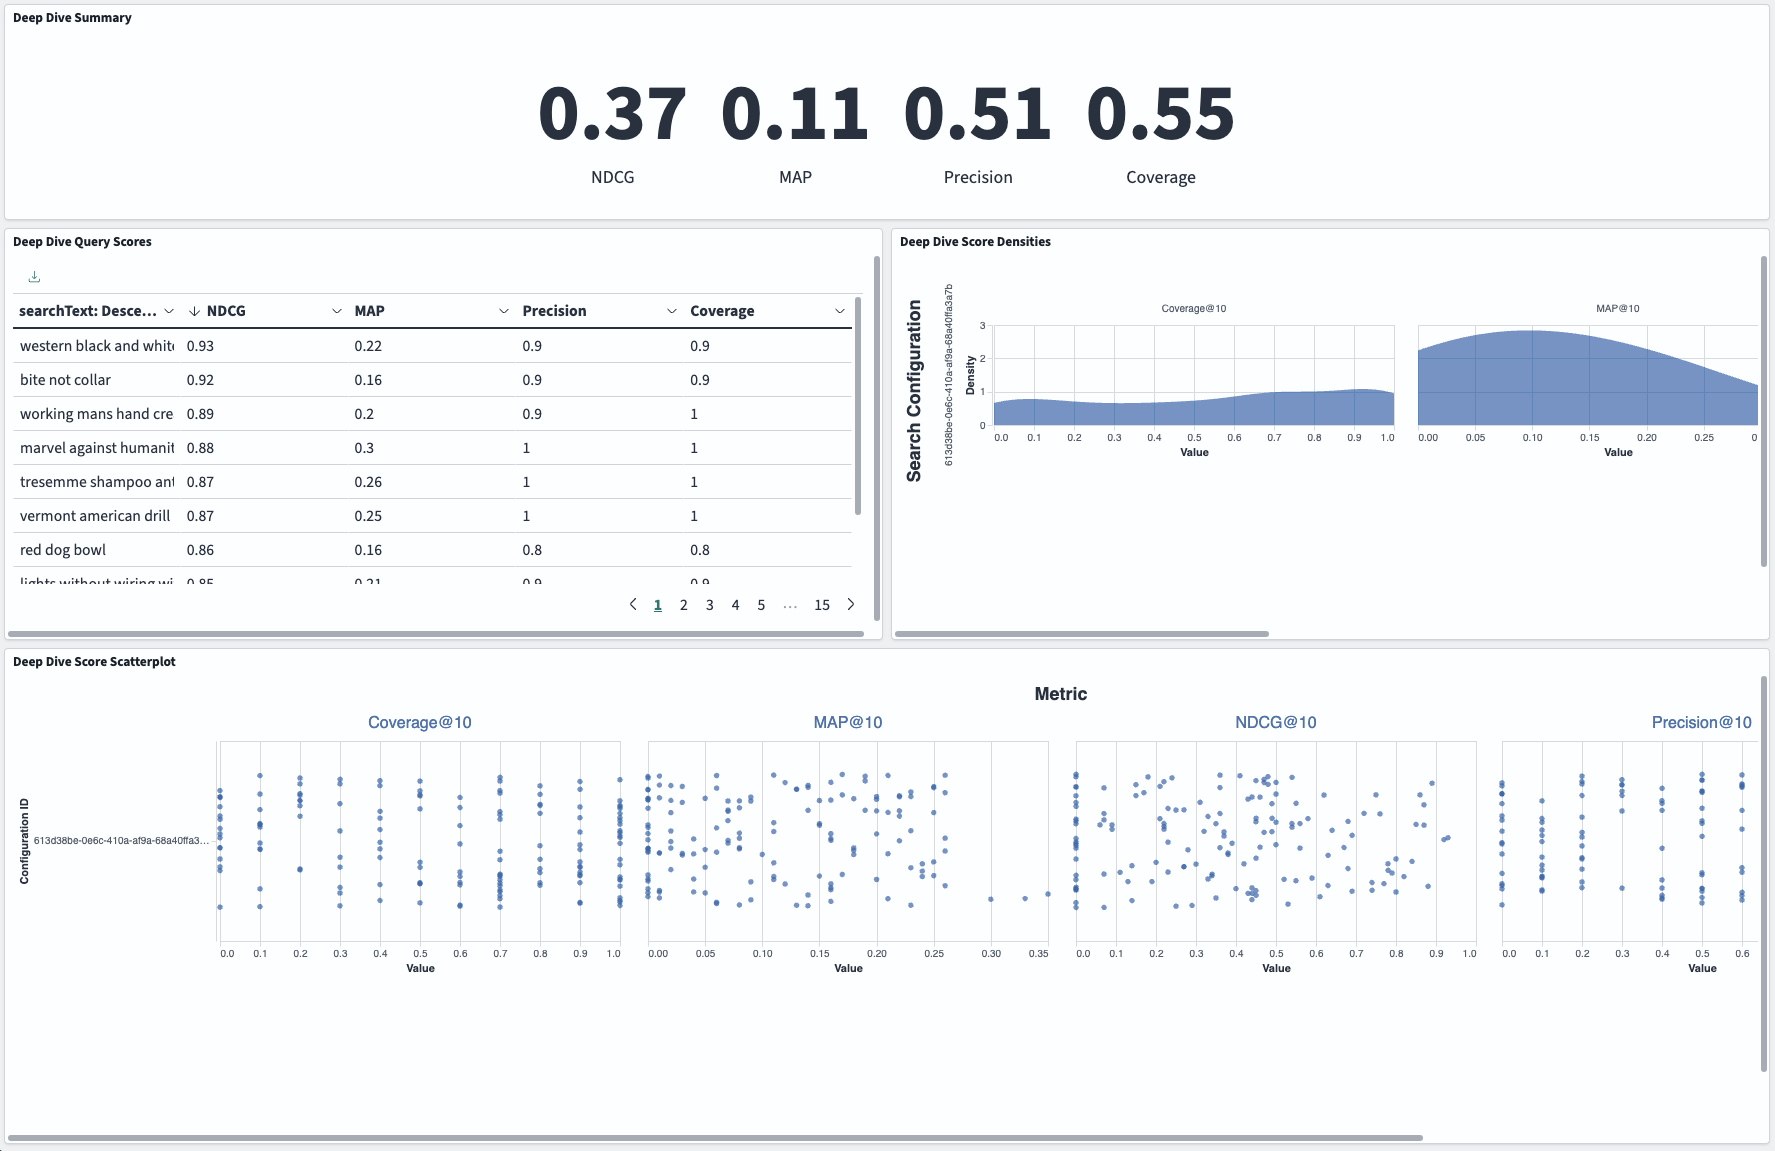 Deep Dive Summary
0.37 0.11 0.51 0.55
NDCG MAP Precision Coverage
Deep Dive Query Scores
searchText: Desce... NDCG MAP Precision Coverage
western black and white 0.93 0.22 0.9 0.9
bite not collar 0.92 0.16 0.9 0.9
working mans hand cre 0.89 0.2 0.9 1
marvel against humanit 0.88 0.3 1 1
tresemme shampoo ant 0.87 0.26 1 1
vermont american drill 0.87 0.25 1 1
red dog bowl 0.86 0.16 0.8 0.8
lights without wiring wi 0.85 0.21 0.9 0.9
1 2 3 4 5 ... 15
Deep Dive Score Densities
Search Configuration
613d38be-0e6c-410a-af9a-68a40ffa3a7b
Coverage@10 MAP@10
Density
3
2
1
0
0.0 0.1 0.2 0.3 0.4 0.5 0.6 0.7 0.8 0.9 1.0
Value
0.00 0.05 0.10 0.15 0.20 0.25 0
Value
Deep Dive Score Scatterplot
Metric
Coverage@10 MAP@10 NDCG@10 Precision@10
Configuration ID
613d38be-0e6c-410a-af9a-68a40ffa3...
0.0 0.1 0.2 0.3 0.4 0.5 0.6 0.7 0.8 0.9 1.0
Value
0.00 0.05 0.10 0.15 0.20 0.25 0.30 0.35
Value
0.0 0.1 0.2 0.3 0.4 0.5 0.6 0.7 0.8 0.9 1.0
Value
0.0 0.1 0.2 0.3 0.4 0.5 0.6
Value